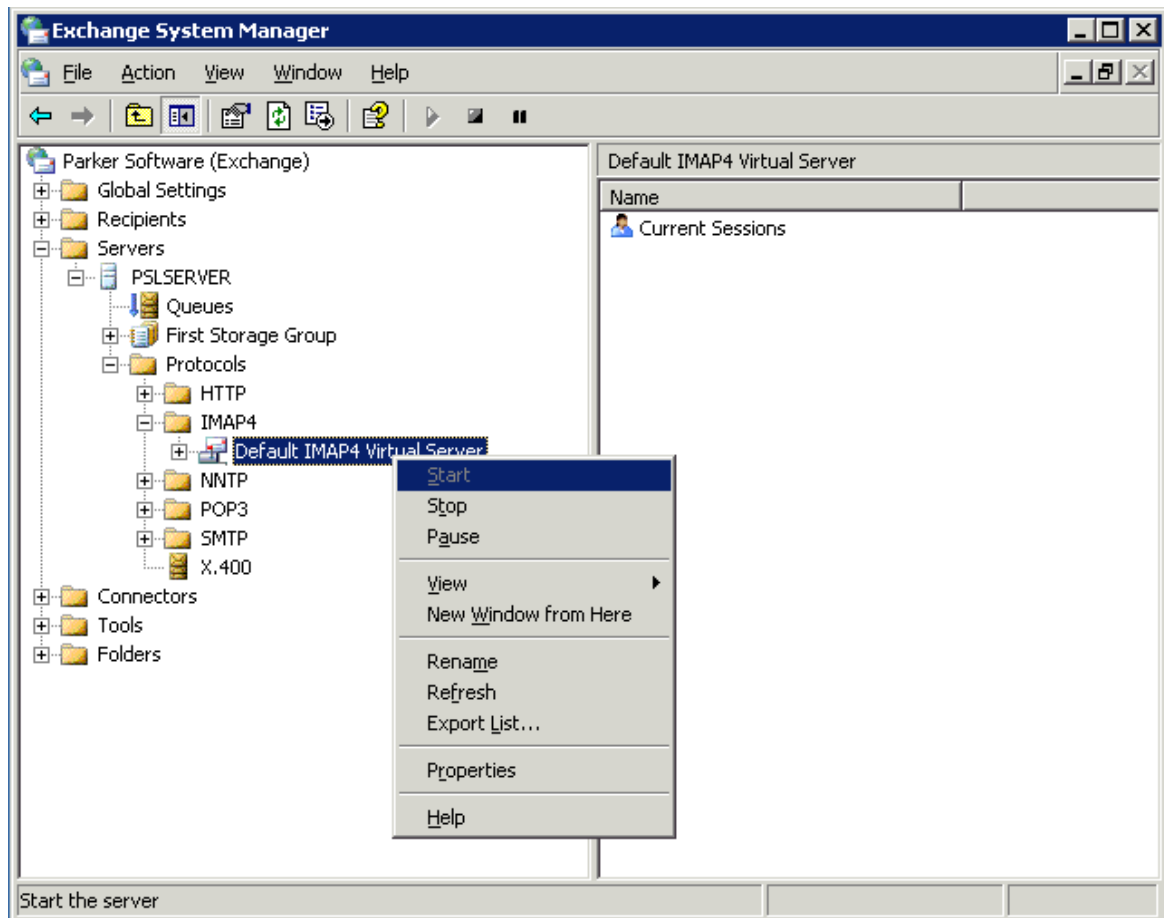 Exchange System Manager
File Action View Window Help
Parker Software (Exchange)
Global Settings
Recipients
Servers
PSLSERVER
Queues
First Storage Group
Protocols
HTTP
IMAP4
Default IMAP4 Virtual Server
NNTP
POP3
SMTP
X.400
Connectors
Tools
Folders
Default IMAP4 Virtual Server
Name
Current Sessions
Start
Stop
Pause
View
New Window from Here
Rename
Refresh
Export List...
Properties
Help
Start the server